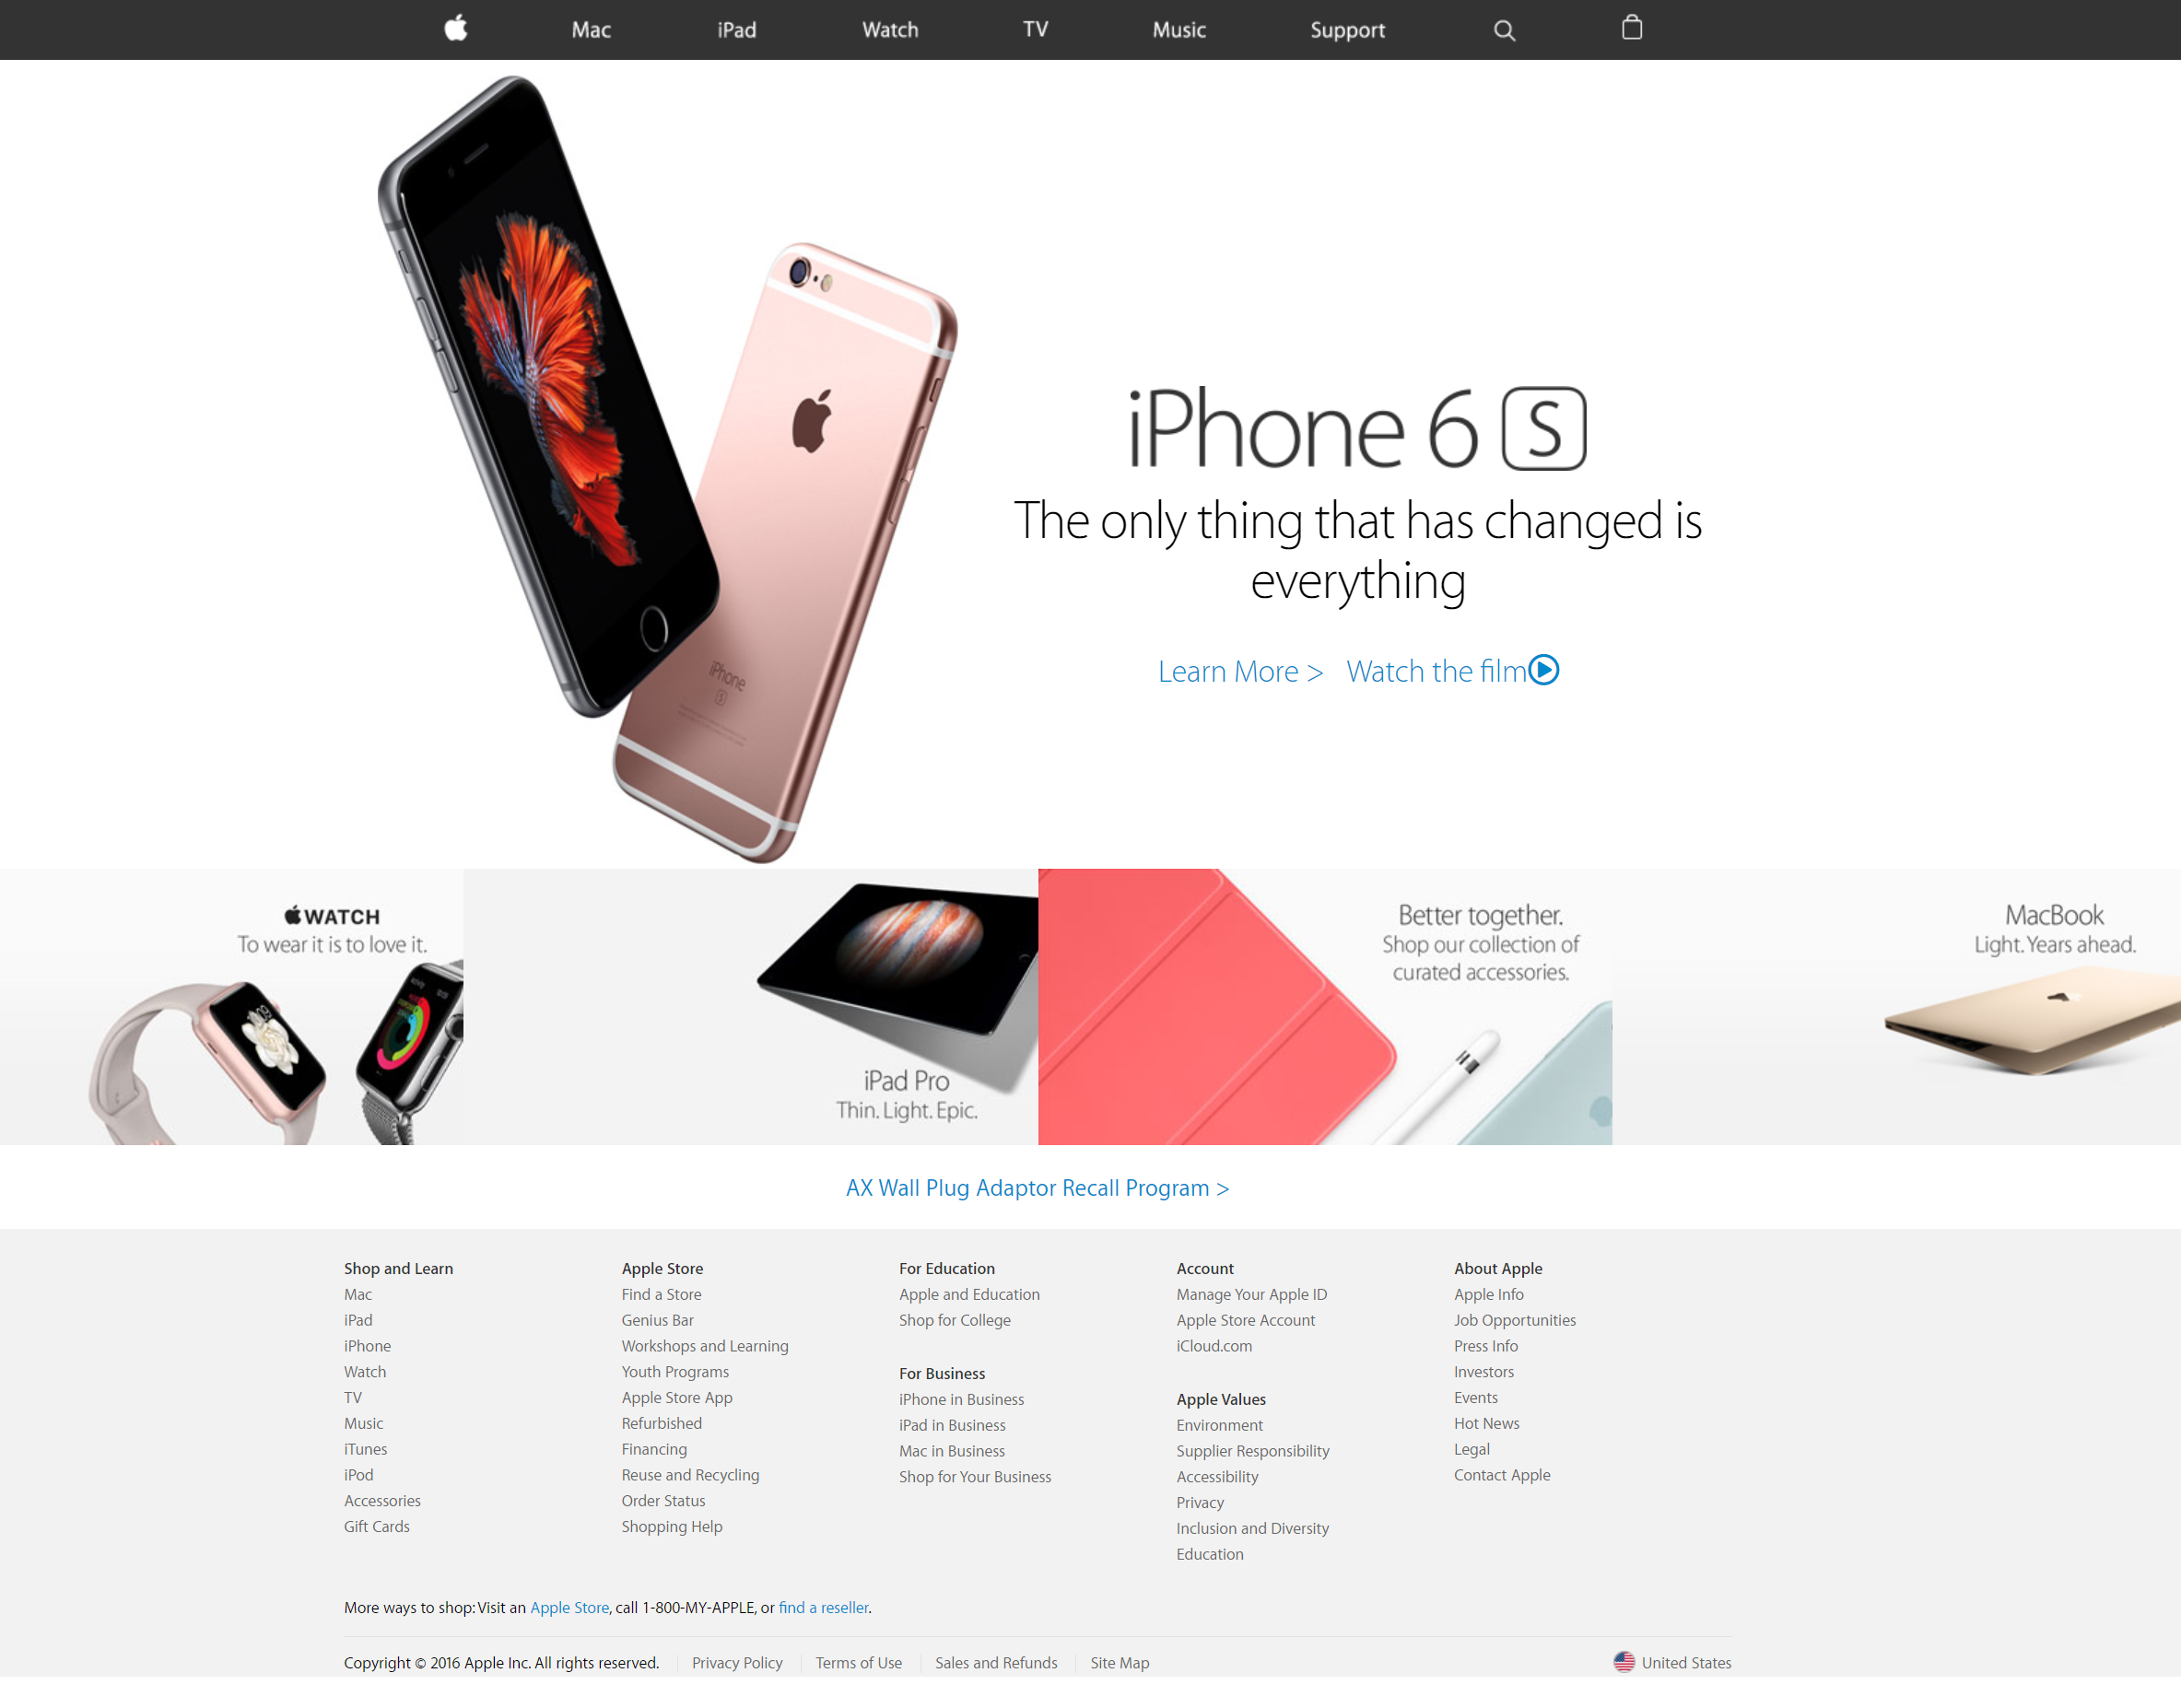 Mac iPad Watch TV Music Support
iPhone 6 S
The only thing that has changed is
everything
Learn More > Watch the film
iPhone
S
WATCH
To wear it is to love it.
iPad Pro
Thin. Light. Epic.
Better together.
Shop our collection of
curated accessories.
MacBook
Light. Years ahead.
AX Wall Plug Adaptor Recall Program >
Shop and Learn
Mac
iPad
iPhone
Watch
TV
Music
iTunes
iPod
Accessories
Gift Cards
Apple Store
Find a Store
Genius Bar
Workshops and Learning
Youth Programs
Apple Store App
Refurbished
Financing
Reuse and Recycling
Order Status
Shopping Help
For Education
Apple and Education
Shop for College
For Business
iPhone in Business
iPad in Business
Mac in Business
Shop for Your Business
Account
Manage Your Apple ID
Apple Store Account
iCloud.com
Apple Values
Environment
Supplier Responsibility
Accessibility
Privacy
Inclusion and Diversity
Education
About Apple
Apple Info
Job Opportunities
Press Info
Investors
Events
Hot News
Legal
Contact Apple
More ways to shop: Visit an Apple Store, call 1-800-MY-APPLE, or find a reseller.
Copyright © 2016 Apple Inc. All rights reserved. Privacy Policy Terms of Use Sales and Refunds Site Map United States